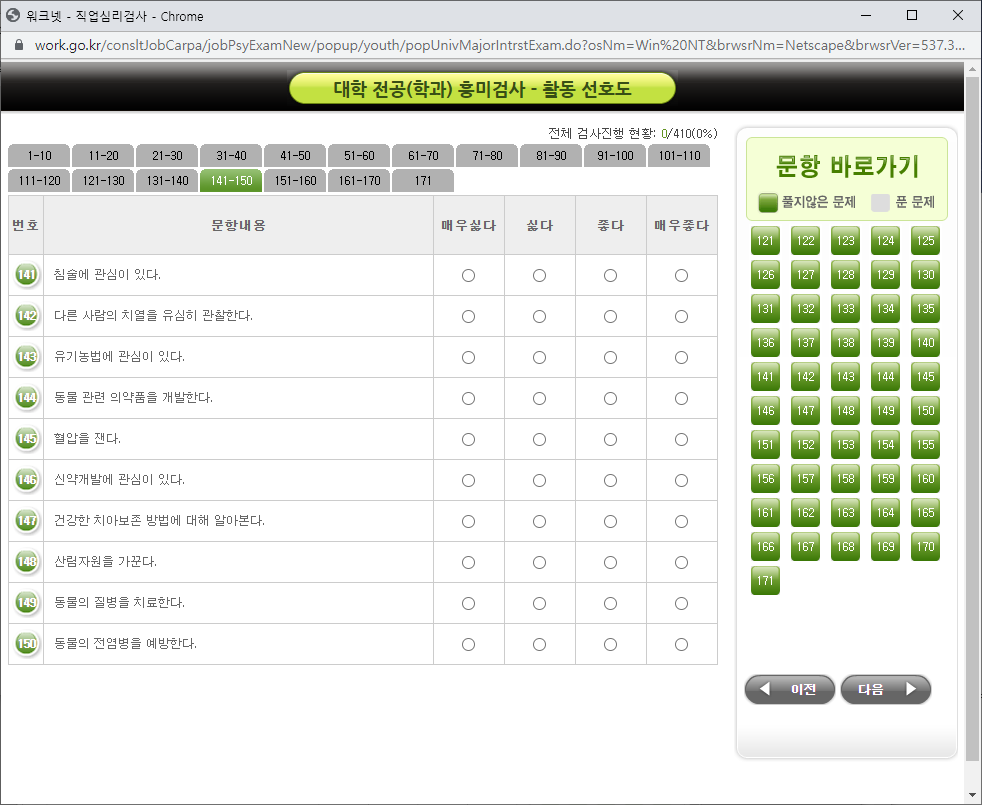 워크넷 - 직업심리검사 - Chrome
work.go.kr/consltJobCarpa/jobPsyExamNew/popup/youth/popUnivMajorIntrstExam.do?osNm=Win%20NT&brwsrNm=Netscape&brwsrVer=537.3...
대학 전공(학과) 흥미검사 - 활동 선호도
전체 검사진행 현황: 0/410(0%)
1-10 11-20 21-30 31-40 41-50 51-60 61-70 71-80 81-90 91-100 101-110
111-120 121-130 131-140 141-150 151-160 161-170 171
번호 문항내용 매우싫다 싫다 좋다 매우좋다
141 침술에 관심이 있다.
142 다른 사람의 치열을 유심히 관찰한다.
143 유기농법에 관심이 있다.
144 동물 관련 의약품을 개발한다.
145 혈압을 잰다.
146 신약개발에 관심이 있다.
147 건강한 치아보존 방법에 대해 알아본다.
148 산림자원을 가꾼다.
149 동물의 질병을 치료한다.
150 동물의 전염병을 예방한다.
문항 바로가기
풀지않은 문제 푼 문제
121 122 123 124 125
126 127 128 129 130
131 132 133 134 135
136 137 138 139 140
141 142 143 144 145
146 147 148 149 150
151 152 153 154 155
156 157 158 159 160
161 162 163 164 165
166 167 168 169 170
171
이전 다음